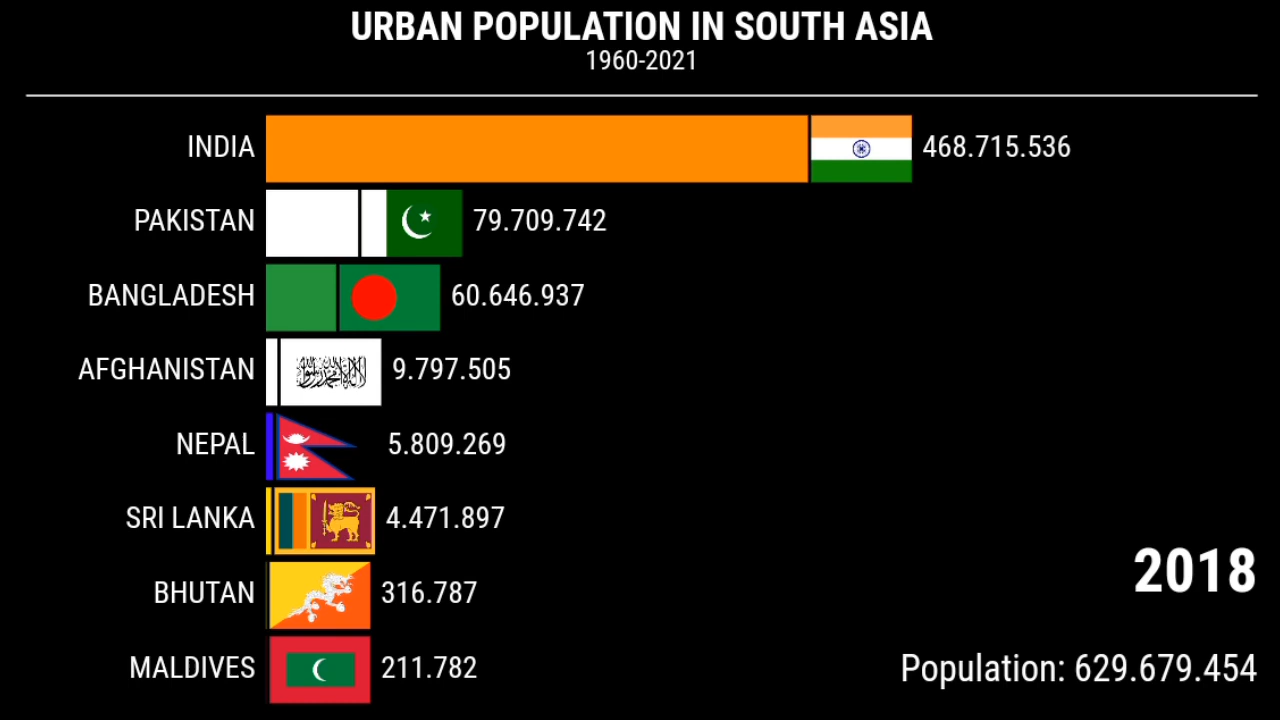 URBAN POPULATION IN SOUTH ASIA
1960-2021
INDIA 468.715.536
PAKISTAN 79.709.742
BANGLADESH 60.646.937
AFGHANISTAN 9.797.505
NEPAL 5.809.269
SRI LANKA 4.471.897
BHUTAN 316.787
MALDIVES 211.782
2018
Population: 629.679.454